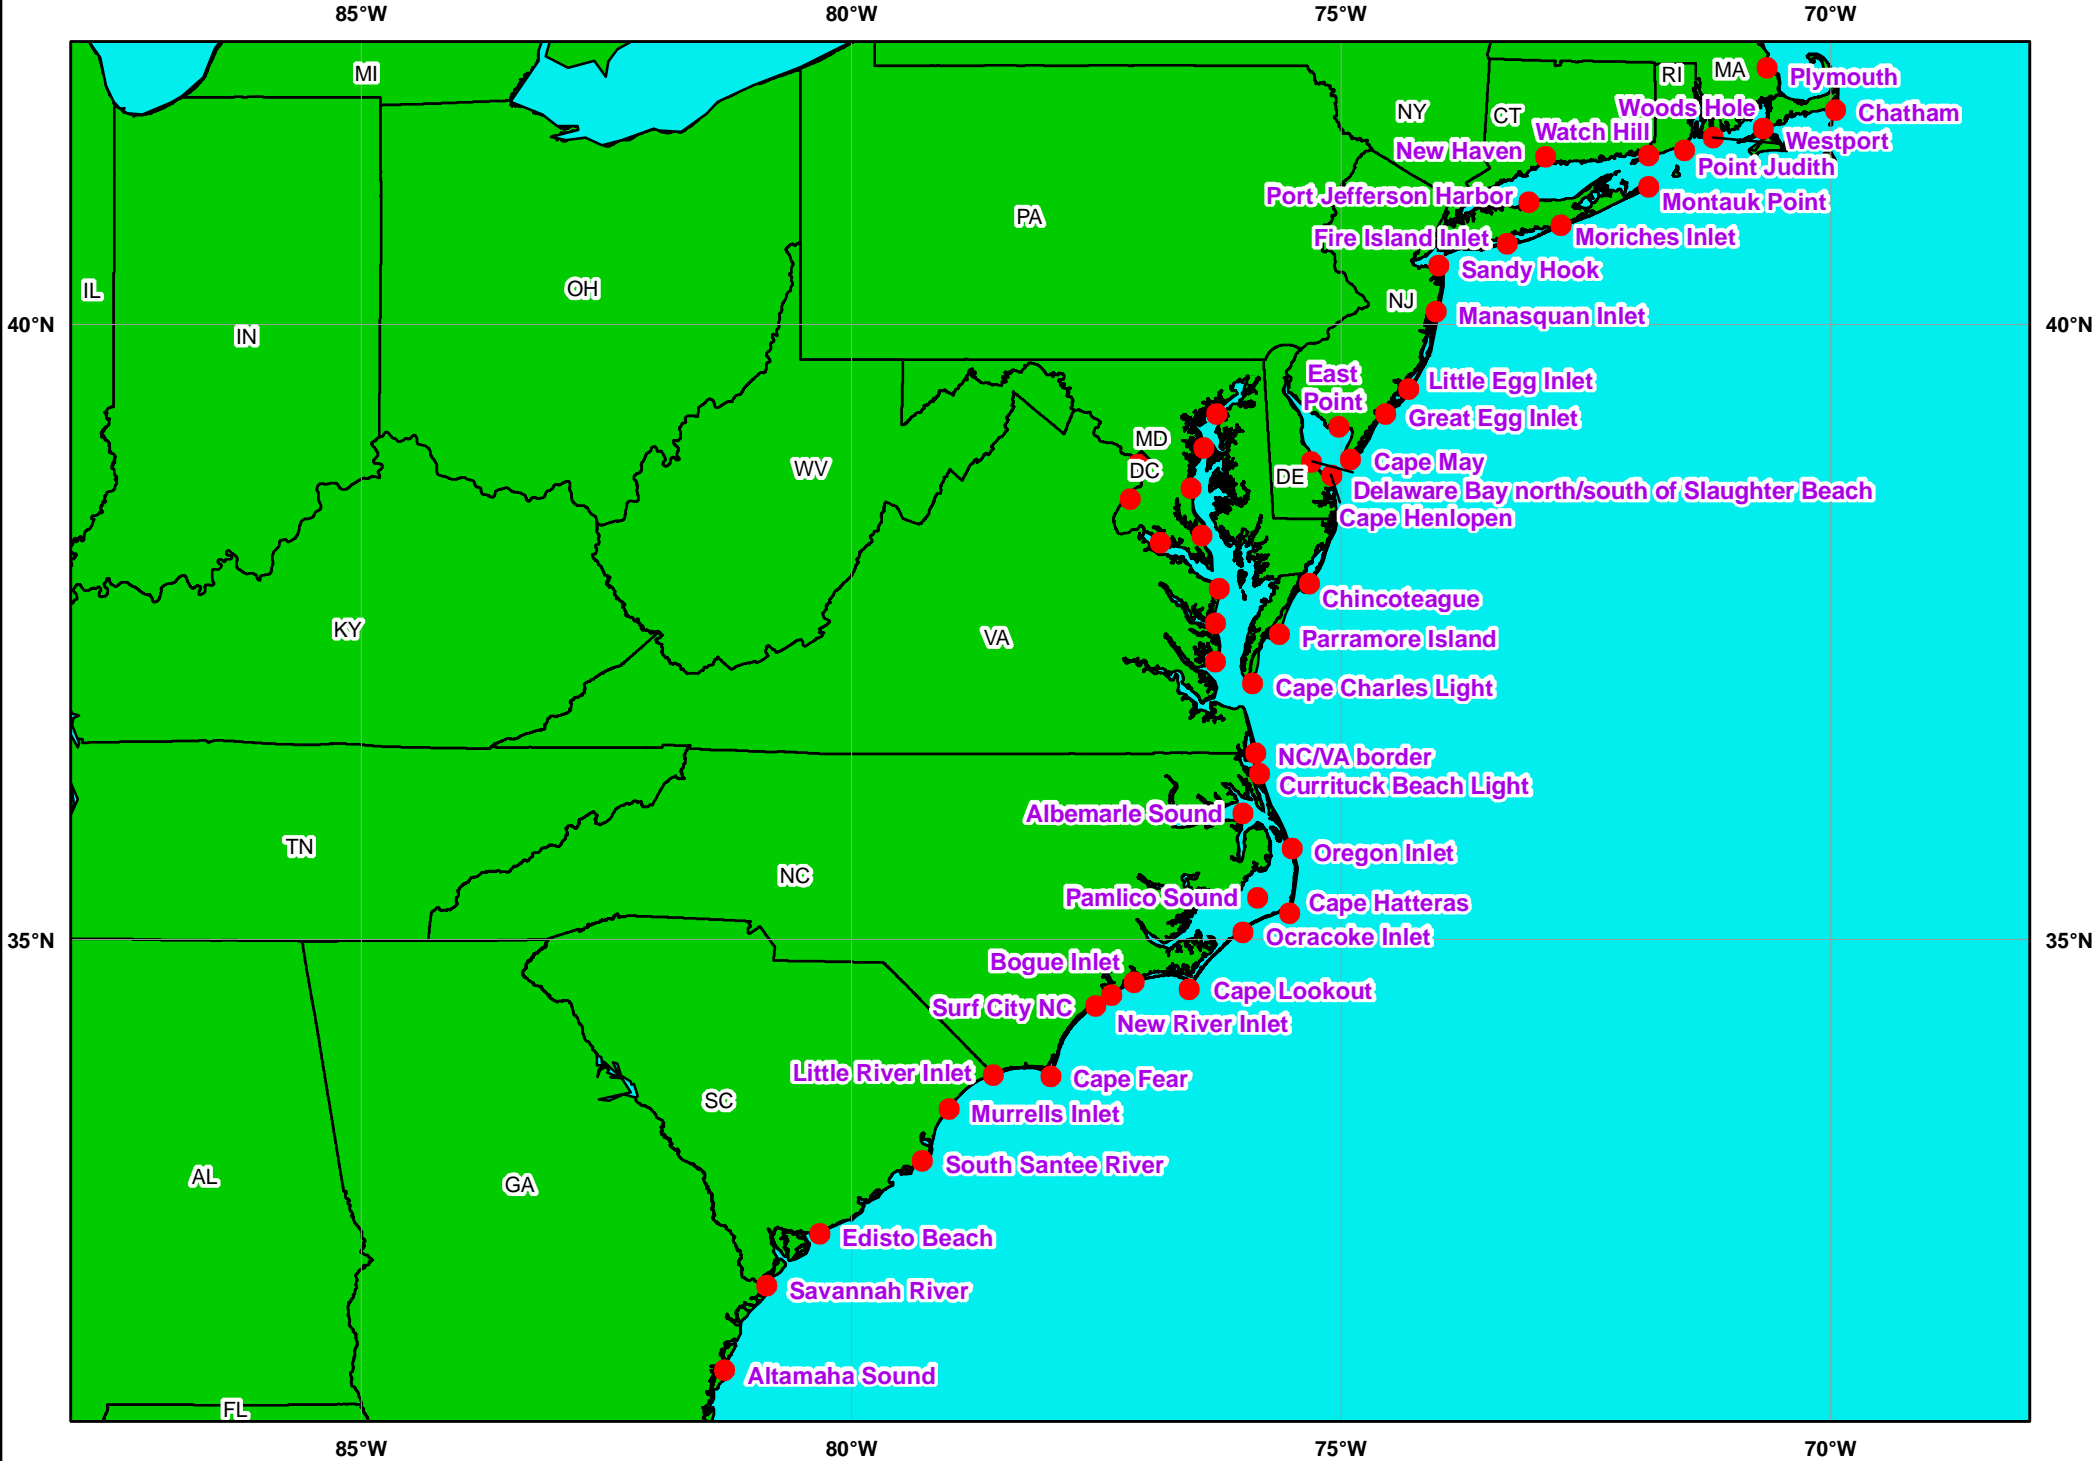 85°W 80°W 75°W 70°W
MI
RI
MA
Plymouth
NY
CT
Woods Hole
Chatham
Watch Hill
Westport
New Haven
Point Judith
Port Jefferson Harbor
Montauk Point
PA
Fire Island Inlet
Moriches Inlet
Sandy Hook
IL
OH
NJ
Manasquan Inlet
40°N
40°N
IN
East
Point
Little Egg Inlet
Great Egg Inlet
MD
DC
WV
DE
Cape May
Delaware Bay north/south of Slaughter Beach
Cape Henlopen
Chincoteague
KY
VA
Parramore Island
Cape Charles Light
NC/VA border
Currituck Beach Light
Albemarle Sound
TN
Oregon Inlet
NC
Pamlico Sound
Cape Hatteras
35°N
Ocracoke Inlet
35°N
Bogue Inlet
Cape Lookout
Surf City NC
New River Inlet
Little River Inlet
Cape Fear
SC
Murrells Inlet
South Santee River
AL
GA
Edisto Beach
Savannah River
Altamaha Sound
FL
85°W 80°W 75°W 70°W